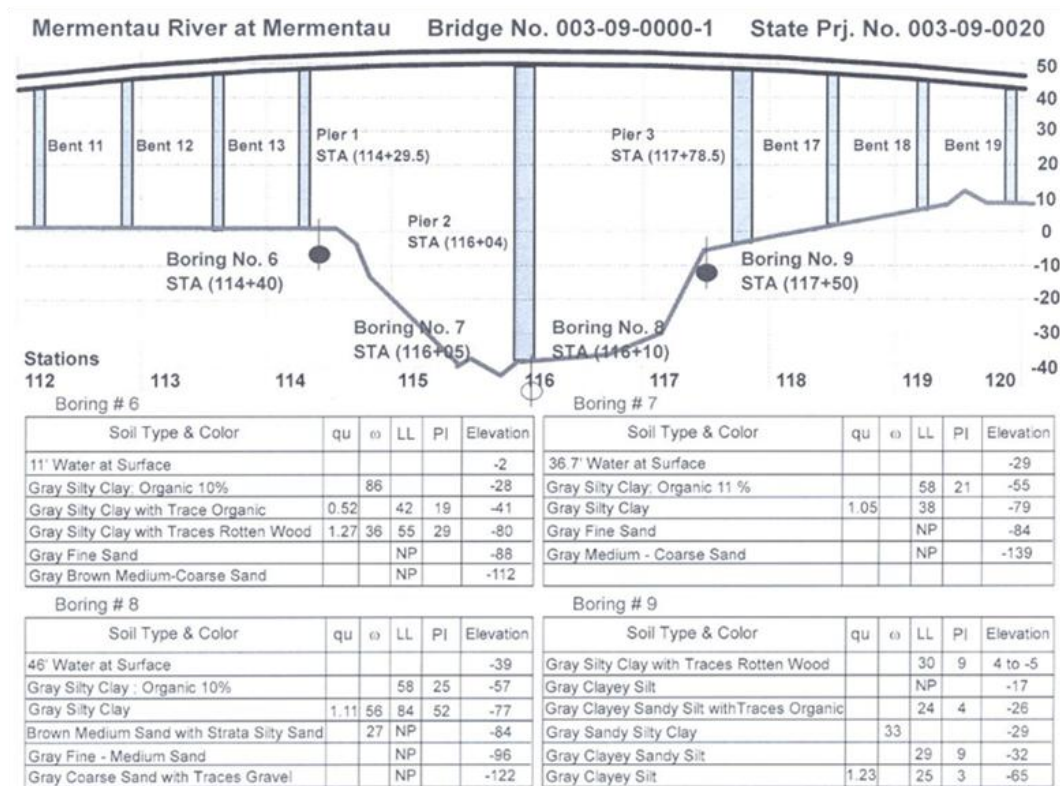 Mermentau River at Mermentau Bridge No. 003-09-0000-1 State Prj. No. 003-09-0020
50
40
30
20
10
0
-10
-20
-30
-40
Bent 11
Bent 12
Bent 13
Pier 1
STA (114+29.5)
Pier 2
STA (116+04)
Pier 3
STA (117+78.5)
Bent 17
Bent 18
Bent 19
Boring No. 6
STA (114+40)
Boring No. 7
STA (116+05)
Boring No. 8
STA (116+10)
Boring No. 9
STA (117+50)
Stations
112 113 114 115 116 117 118 119 120
Boring # 6
Soil Type & Color qu ω LL PI Elevation
11' Water at Surface -2
Gray Silty Clay: Organic 10% 86 -28
Gray Silty Clay with Trace Organic 0.52 42 19 -41
Gray Silty Clay with Traces Rotten Wood 1.27 36 55 29 -80
Gray Fine Sand NP -88
Gray Brown Medium-Coarse Sand NP -112
Boring # 7
Soil Type & Color qu ω LL PI Elevation
36.7' Water at Surface -29
Gray Silty Clay: Organic 11 % 58 21 -55
Gray Silty Clay 1.05 38 -79
Gray Fine Sand NP -84
Gray Medium - Coarse Sand NP -139
Boring # 8
Soil Type & Color qu ω LL PI Elevation
46' Water at Surface -39
Gray Silty Clay : Organic 10% 58 25 -57
Gray Silty Clay 1.11 56 84 52 -77
Brown Medium Sand with Strata Silty Sand 27 NP -84
Gray Fine - Medium Sand NP -96
Gray Coarse Sand with Traces Gravel NP -122
Boring # 9
Soil Type & Color qu ω LL PI Elevation
Gray Silty Clay with Traces Rotten Wood 30 9 4 to -5
Gray Clayey Silt NP -17
Gray Clayey Sandy Silt withTraces Organic 24 4 -26
Gray Sandy Silty Clay 33 -29
Gray Clayey Sandy Silt 29 9 -32
Gray Clayey Silt 1.23 25 3 -65